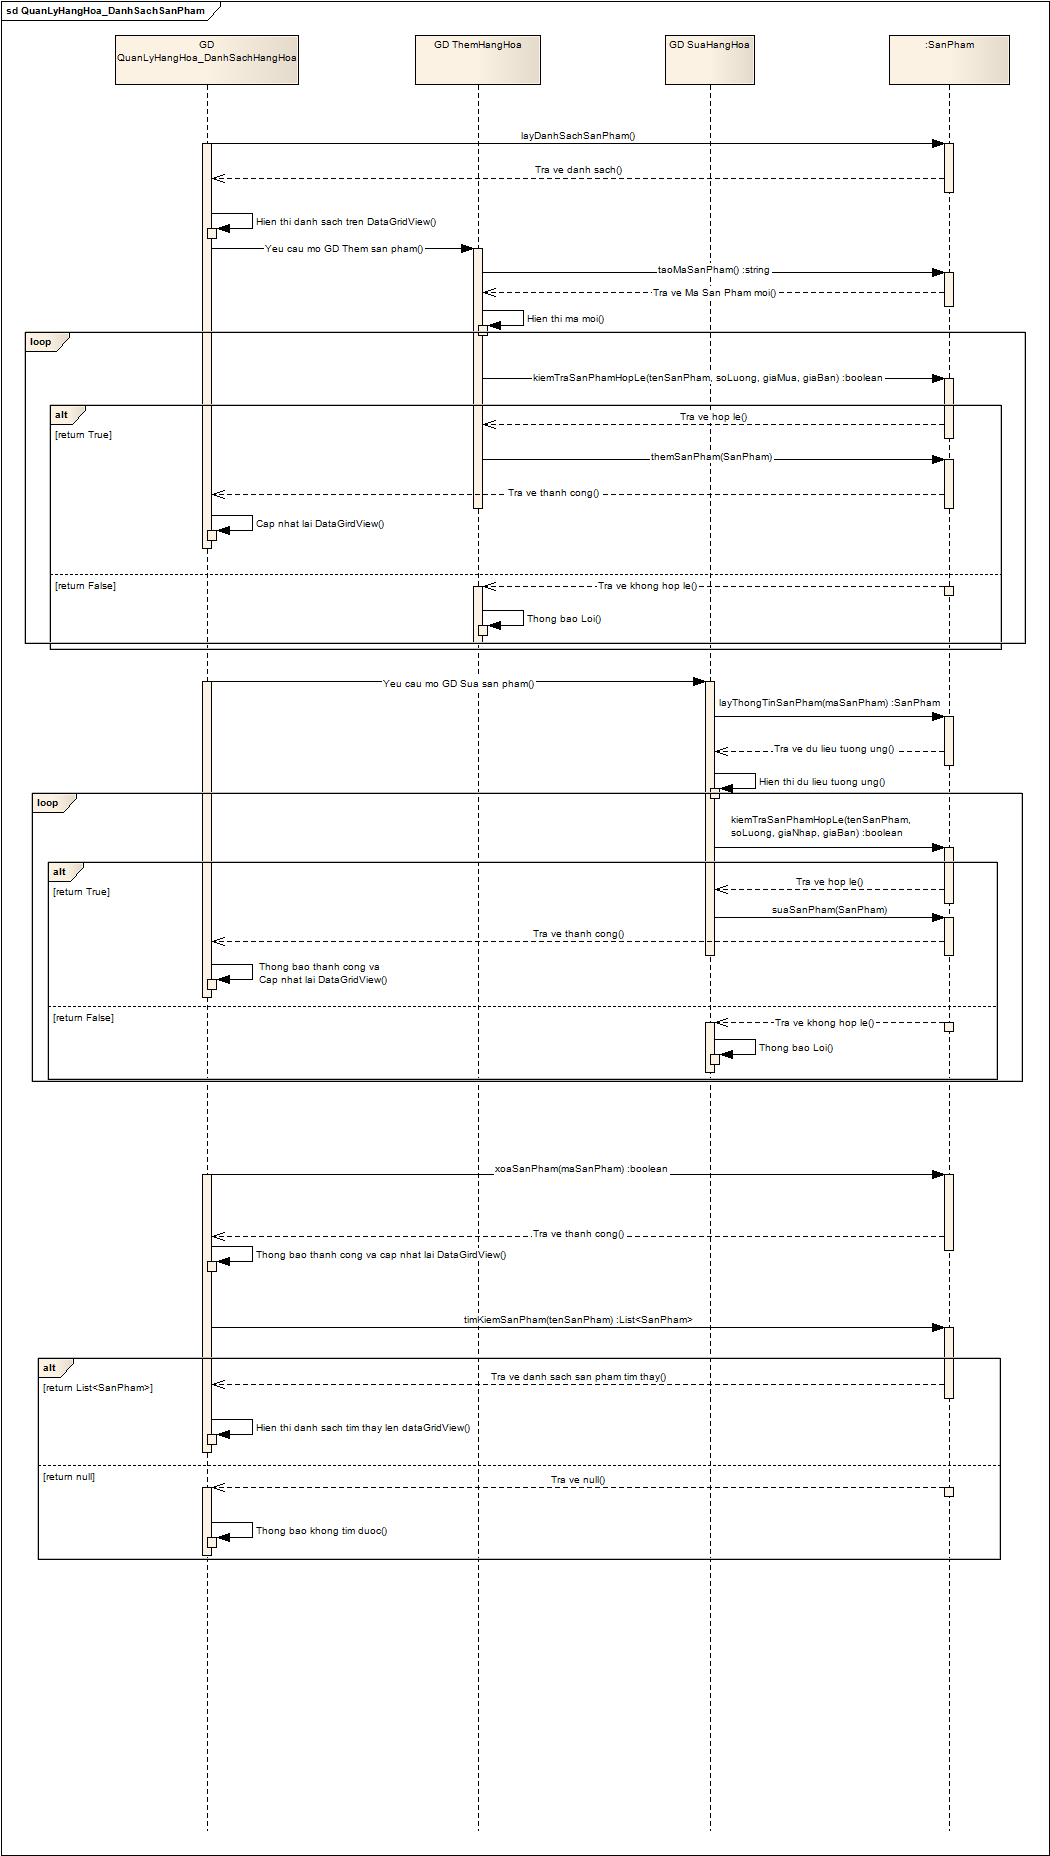 sd QuanLyHangHoa_DanhSachSanPham
GD
QuanLyHangHoa_DanhSachHangHoa
GD ThemHangHoa
GD SuaHangHoa
:SanPham
layDanhSachSanPham()
Tra ve danh sach()
Hien thi danh sach tren DataGridView()
Yeu cau mo GD Them san pham()
taoMaSanPham() :string
Tra ve Ma San Pham moi()
Hien thi ma moi()
loop
kiemTraSanPhamHopLe(tenSanPham, soLuong, giaMua, giaBan) :boolean
alt
[return True]
Tra ve hop le()
themSanPham(SanPham)
Tra ve thanh cong()
Cap nhat lai DataGirdView()
[return False]
Tra ve khong hop le()
Thong bao Loi()
Yeu cau mo GD Sua san pham()
layThongTinSanPham(maSanPham) :SanPham
Tra ve du lieu tuong ung()
Hien thi du lieu tuong ung()
loop
kiemTraSanPhamHopLe(tenSanPham,
soLuong, giaNhap, giaBan) :boolean
alt
[return True]
Tra ve hop le()
suaSanPham(SanPham)
Tra ve thanh cong()
Thong bao thanh cong va
Cap nhat lai DataGirdView()
[return False]
Tra ve khong hop le()
Thong bao Loi()
xoaSanPham(maSanPham) :boolean
Tra ve thanh cong()
Thong bao thanh cong va cap nhat lai DataGirdView()
timKiemSanPham(tenSanPham) :List<SanPham>
alt
[return List<SanPham>]
Tra ve danh sach san pham tim thay()
Hien thi danh sach tim thay len dataGridView()
[return null]
Tra ve null()
Thong bao khong tim duoc()